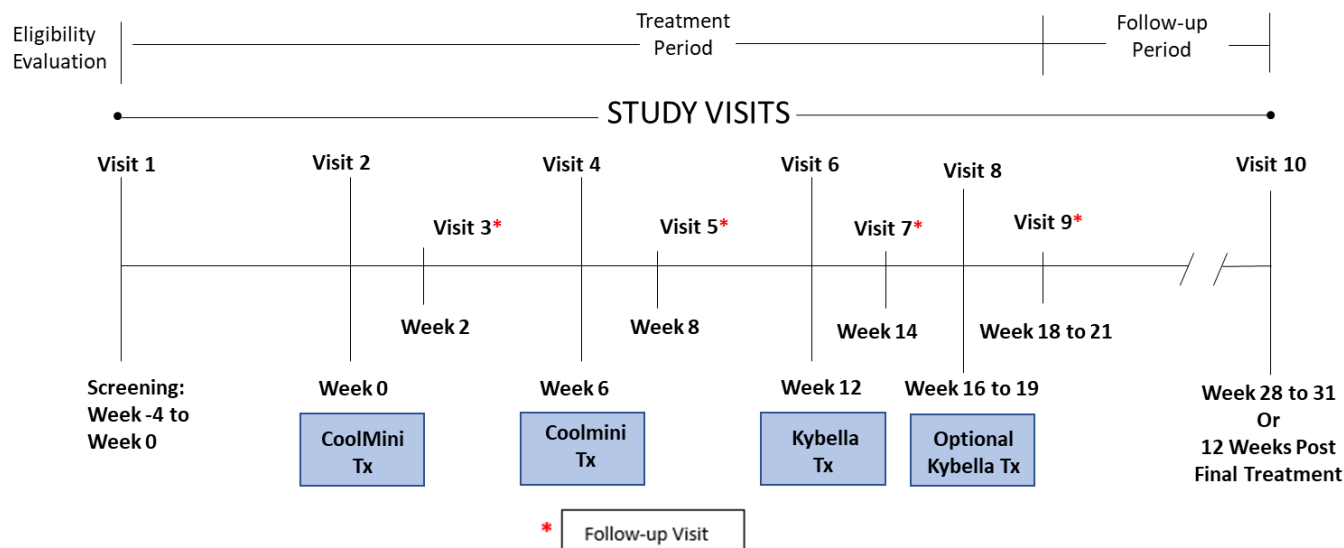 Eligibility
Evaluation
Treatment
Period
Follow-up
Period
STUDY VISITS
Visit 1
Visit 2
Visit 4
Visit 6
Visit 8
Visit 10
Visit 3*
Visit 5*
Visit 7*
Visit 9*
Week 2
Week 8
Week 14
Week 18 to 21
Screening:
Week -4 to
Week 0
Week 0
CoolMini
Tx
Week 6
Coolmini
Tx
Week 12
Kybella
Tx
Week 16 to 19
Optional
Kybella Tx
Week 28 to 31
Or
12 Weeks Post
Final Treatment
* Follow-up Visit